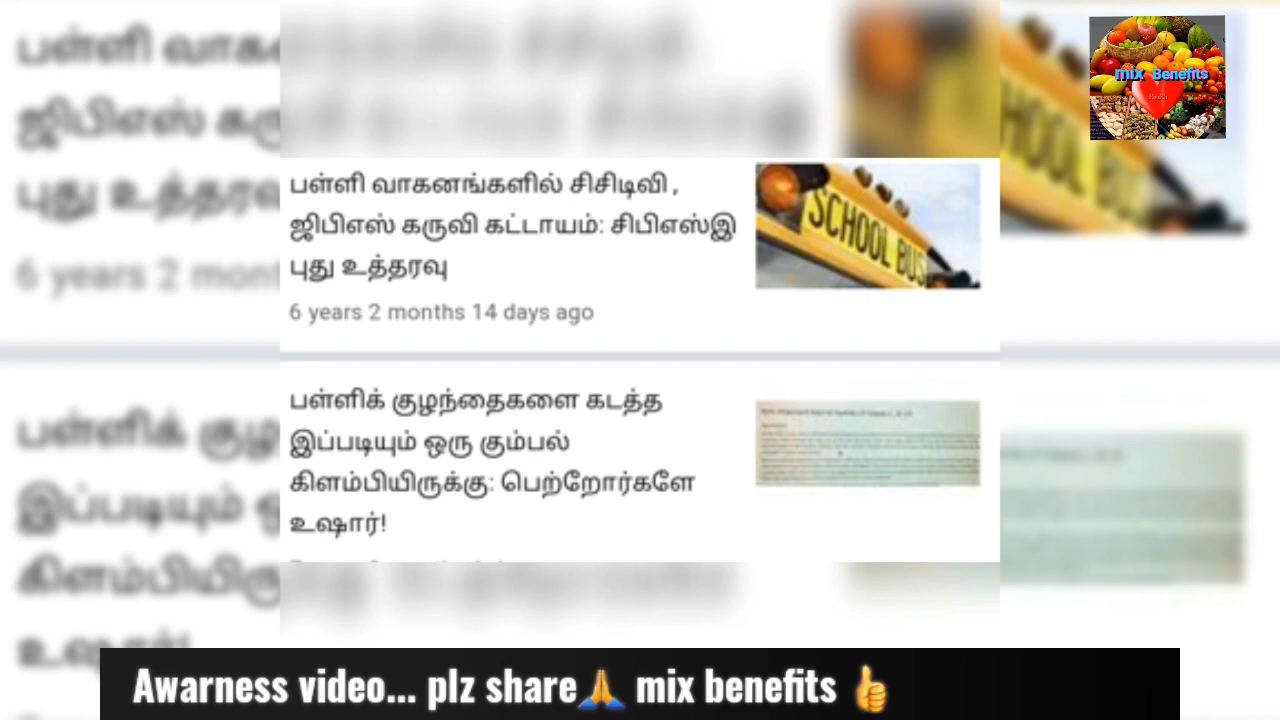 mix Benefits
Health
பள்ளி வாகனங்களில் சிசிடிவி ,
ஜிபிஎஸ் கருவி கட்டாயம்: சிபிஎஸ்இ
புது உத்தரவு
6 years 2 months 14 days ago
SCHOOL BUS
பள்ளிக் குழந்தைகளை கடத்த
இப்படியும் ஒரு கும்பல்
கிளம்பியிருக்கு: பெற்றோர்களே
உஷார்!
Awarness video... plz share🙏 mix benefits 👍